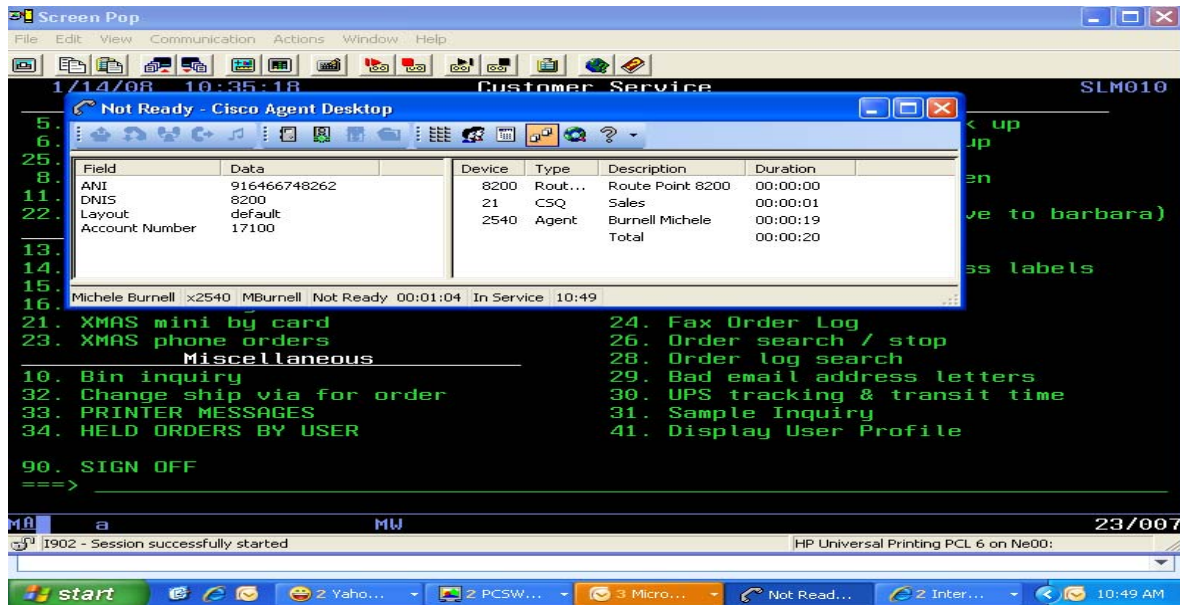 Screen Pop
File Edit View Communication Actions Window Help
1/14/08 10:35:18 Customer Service SLM010
Not Ready - Cisco Agent Desktop
5. k up
6. up
25.
8. en
11.
22. ve to barbara)
13.
14. ss labels
15.
16.
Field Data
ANI 916466748262
DNIS 8200
Layout default
Account Number 17100
Device Type Description Duration
8200 Rout... Route Point 8200 00:00:00
21 CSQ Sales 00:00:01
2540 Agent Burnell Michele 00:00:19
Total 00:00:20
Michele Burnell x2540 MBurnell Not Ready 00:01:04 In Service 10:49
21. XMAS mini by card 24. Fax Order Log
23. XMAS phone orders 26. Order search / stop
Miscellaneous 28. Order log search
10. Bin inquiry 29. Bad email address letters
32. Change ship via for order 30. UPS tracking & transit time
33. PRINTER MESSAGES 31. Sample Inquiry
34. HELD ORDERS BY USER 41. Display User Profile
90. SIGN OFF
===>
MA a MW 23/007
I902 - Session successfully started HP Universal Printing PCL 6 on Ne00:
start 2 Yaho... 2 PCSW... 3 Micro... Not Read... 2 Inter... 10:49 AM